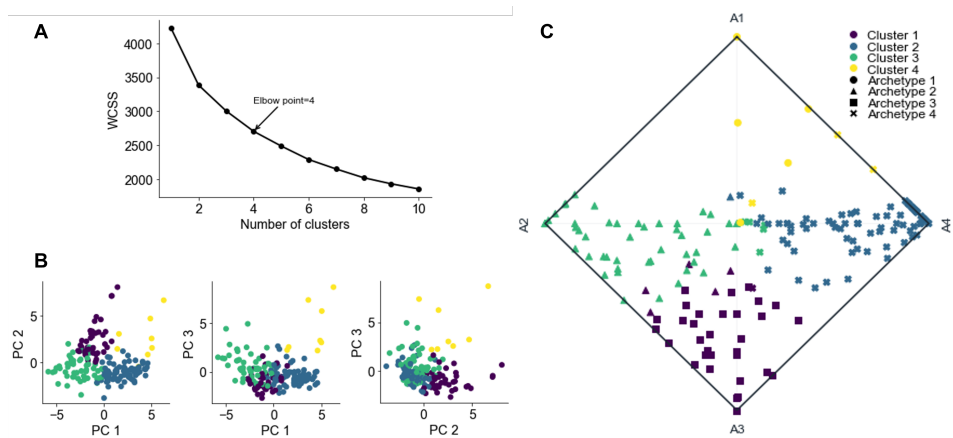 A
4000
3500
3000
2500
2000
WCSS
Elbow point=4
2
4
6
8
10
Number of clusters
B
5
0
PC 2
−5
0
5
PC 1
5
0
PC 3
−5
0
5
PC 1
5
0
PC 3
0
5
PC 2
C
A1
A2
A3
A4
Cluster 1
Cluster 2
Cluster 3
Cluster 4
Archetype 1
Archetype 2
Archetype 3
Archetype 4